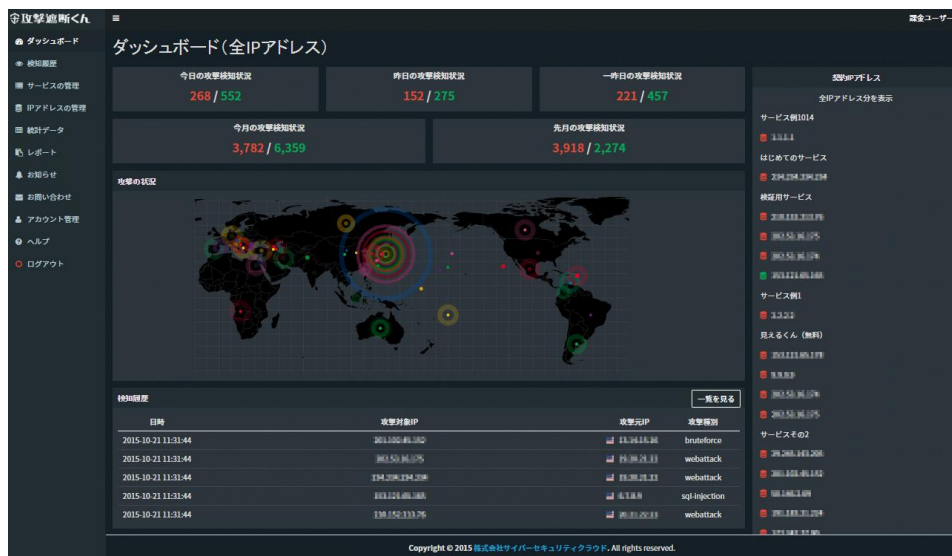 攻撃遮断くん
課金ユーザー
ダッシュボード
検知履歴
サービスの管理
IPアドレスの管理
統計データ
レポート
お知らせ
お問い合わせ
アカウント管理
ヘルプ
ログアウト
ダッシュボード(全IPアドレス)
今日の攻撃検知状況
268 / 552
昨日の攻撃検知状況
152 / 275
一昨日の攻撃検知状況
221 / 457
今月の攻撃検知状況
3,782 / 6,359
先月の攻撃検知状況
3,918 / 2,274
攻撃の状況
検知履歴
一覧を見る
日時 攻撃対象IP 攻撃元IP 攻撃種別
2015-10-21 11:31:44 bruteforce
2015-10-21 11:31:44 webattack
2015-10-21 11:31:44 webattack
2015-10-21 11:31:44 sql-injection
2015-10-21 11:31:44 webattack
契約IPアドレス
全IPアドレス分を表示
サービス例1014
はじめてのサービス
検証用サービス
サービス例1
見えるくん(無料)
サービスその2
Copyright © 2015 株式会社サイバーセキュリティクラウド. All rights reserved.